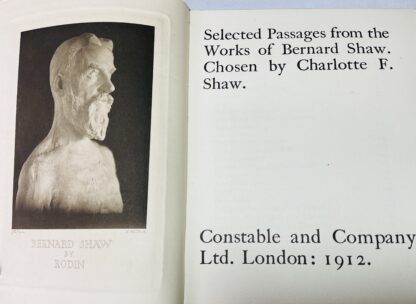 BERNARD SHAW
BY
RODIN
Selected Passages from the
Works of Bernard Shaw.
Chosen by Charlotte F.
Shaw.
Constable and Company
Ltd. London: 1912.